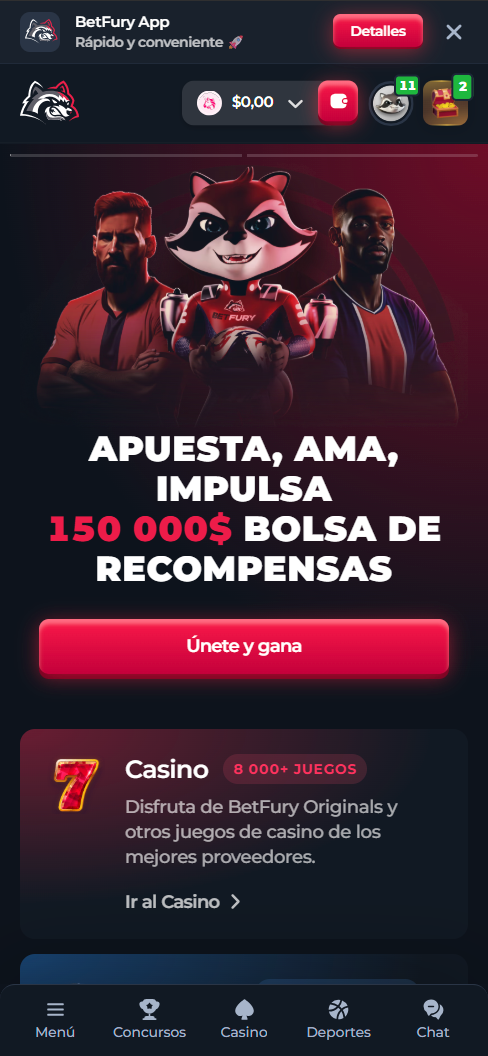 BetFury App
Rápido y conveniente 🚀
Detalles
$0,00
11
2
BETFURY
APUESTA, AMA,
IMPULSA
150 000$ BOLSA DE
RECOMPENSAS
Únete y gana
Casino
8 000+ JUEGOS
Disfruta de BetFury Originals y
otros juegos de casino de los
mejores proveedores.
Ir al Casino
Menú
Concursos
Casino
Deportes
Chat